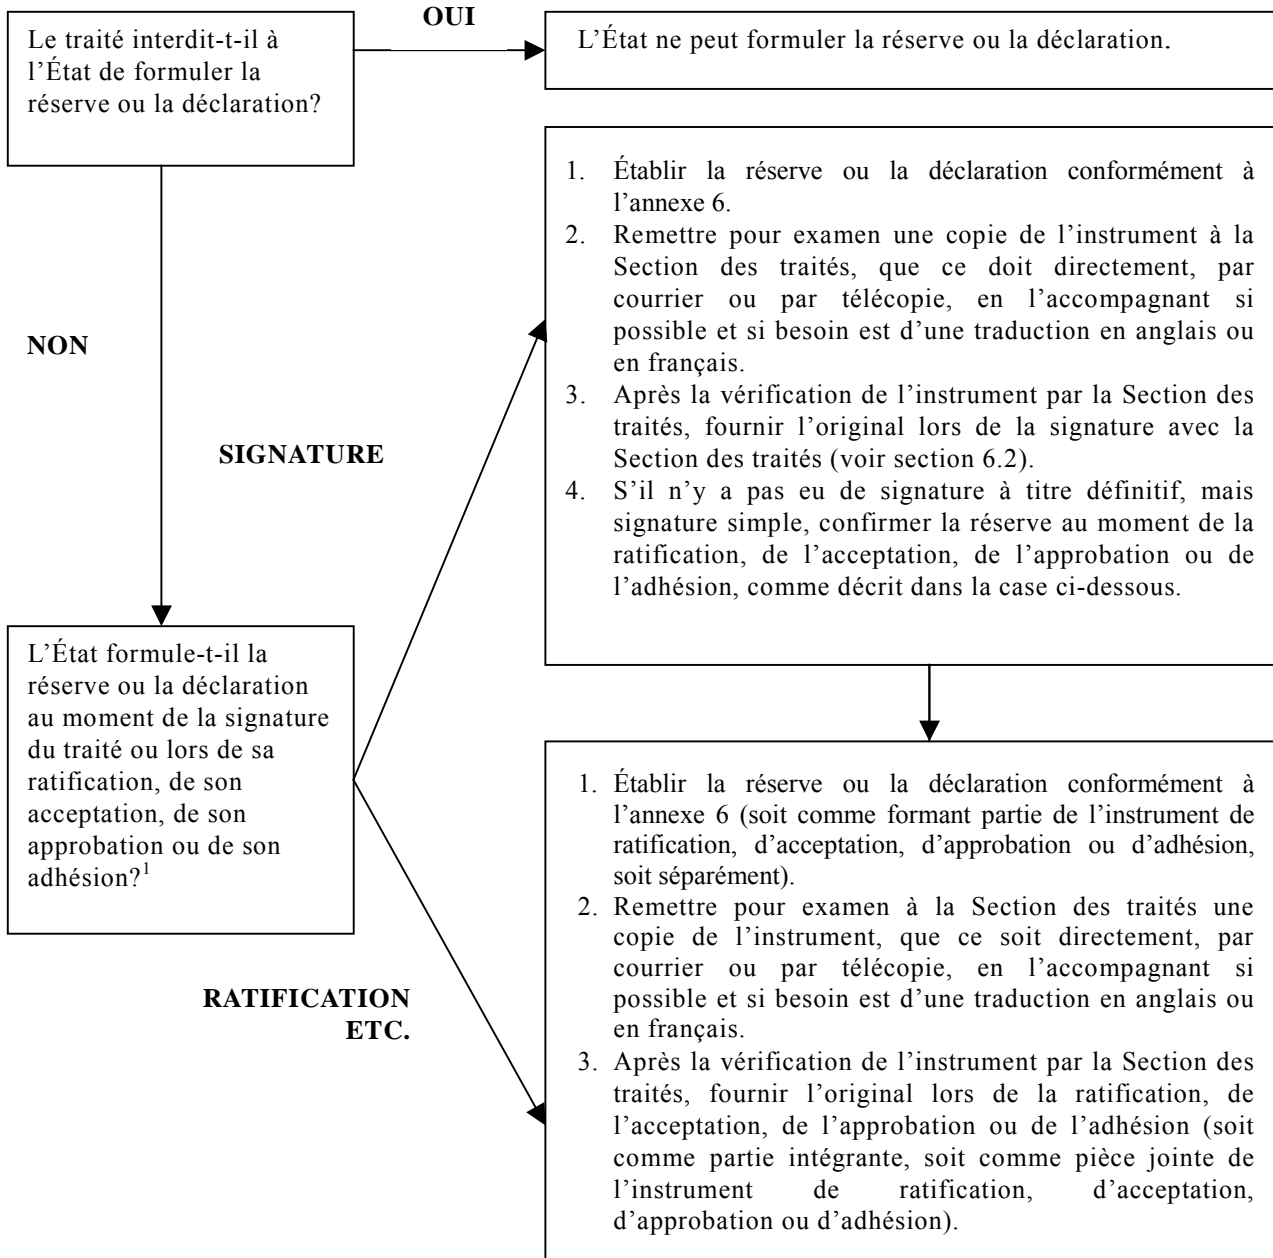 OUI
Le traité interdit-t-il à
l’État de formuler la
réserve ou la déclaration?
L’État ne peut formuler la réserve ou la déclaration.
NON
SIGNATURE
1. Établir la réserve ou la déclaration conformément à
l’annexe 6.
2. Remettre pour examen une copie de l’instrument à la
Section des traités, que ce doit directement, par
courrier ou par télécopie, en l’accompagnant si
possible et si besoin est d’une traduction en anglais ou
en français.
3. Après la vérification de l’instrument par la Section des
traités, fournir l’original lors de la signature avec la
Section des traités (voir section 6.2).
4. S’il n’y a pas eu de signature à titre définitif, mais
signature simple, confirmer la réserve au moment de la
ratification, de l’acceptation, de l’approbation ou de
l’adhésion, comme décrit dans la case ci-dessous.
L’État formule-t-il la
réserve ou la déclaration
au moment de la signature
du traité ou lors de sa
ratification, de son
acceptation, de son
approbation ou de son
adhésion?1
RATIFICATION
ETC.
1. Établir la réserve ou la déclaration conformément à
l’annexe 6 (soit comme formant partie de l’instrument de
ratification, d’acceptation, d’approbation ou d’adhésion,
soit séparément).
2. Remettre pour examen à la Section des traités une
copie de l’instrument, que ce soit directement, par
courrier ou par télécopie, en l’accompagnant si
possible et si besoin est d’une traduction en anglais ou
en français.
3. Après la vérification de l’instrument par la Section des
traités, fournir l’original lors de la ratification, de
l’acceptation, de l’approbation ou de l’adhésion (soit
comme partie intégrante, soit comme pièce jointe de
l’instrument de ratification, d’acceptation,
d’approbation ou d’adhésion).